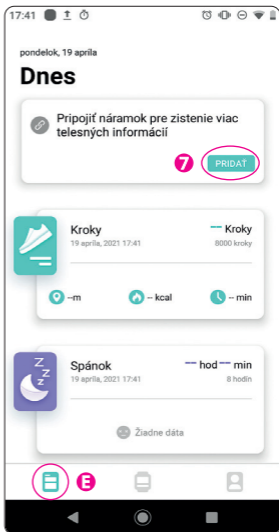 17:41
pondelok, 19 apríla
Dnes
Pripojiť náramok pre zistenie viac
telesných informácií
7 PRIDAŤ
Kroky -- Kroky
19 apríla, 2021 17:41 8000 kroky
--m -- kcal -- min
Spánok -- hod -- min
19 apríla, 2021 17:41 8 hodín
Žiadne dáta
E